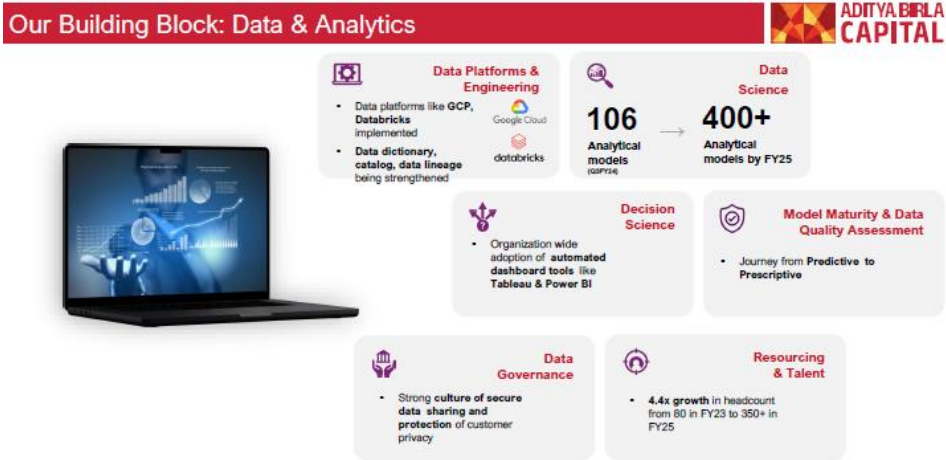 Our Building Block: Data & Analytics
ADITYA BIRLA
CAPITAL
Data Platforms &
Engineering
• Data platforms like GCP,
Databricks
implemented
• Data dictionary,
catalog, data lineage
being strengthened
Google Cloud
databricks
Data
Science
106
Analytical
models
(Q3FY24)
400+
Analytical
models by FY25
Decision
Science
• Organization wide
adoption of automated
dashboard tools like
Tableau & Power BI
Model Maturity & Data
Quality Assessment
• Journey from Predictive to
Prescriptive
Data
Governance
• Strong culture of secure
data sharing and
protection of customer
privacy
Resourcing
& Talent
• 4.4x growth in headcount
from 80 in FY23 to 350+ in
FY25